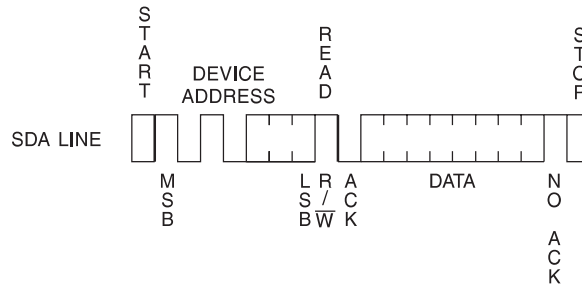 START
READ
STOP
DEVICE
ADDRESS
SDA LINE
MSB
LSB
R/W
ACK
DATA
NO ACK